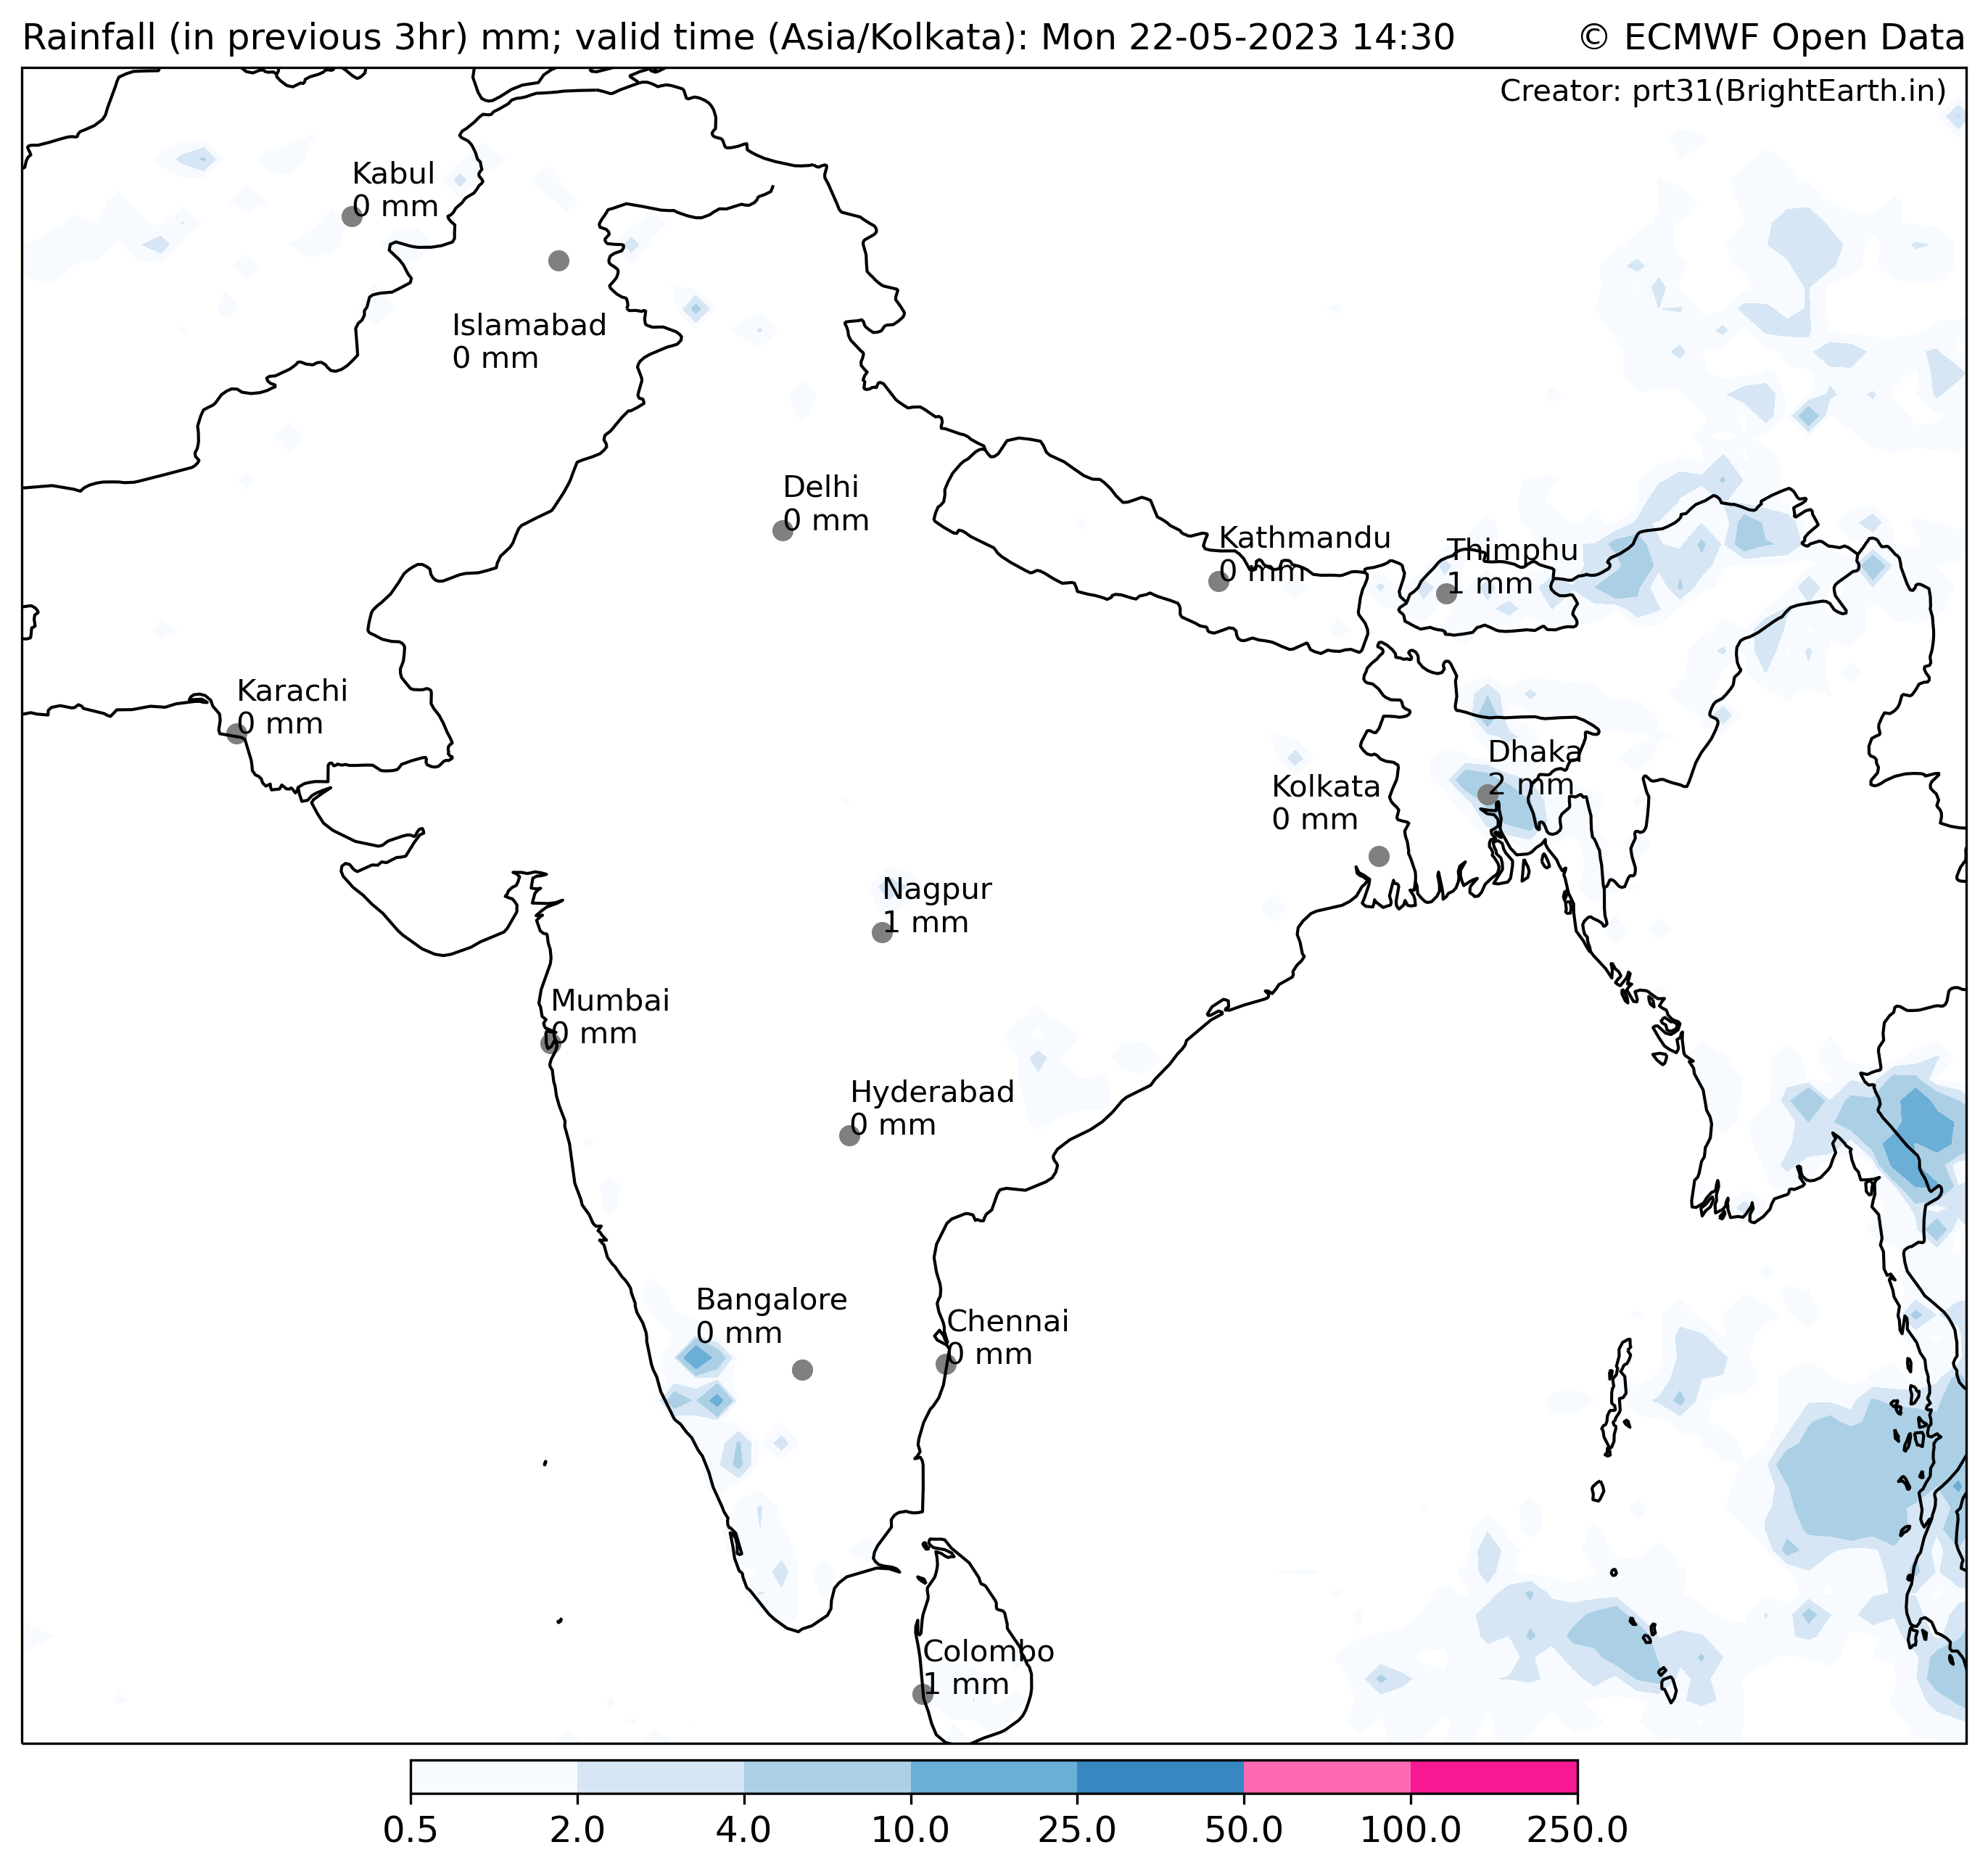 Rainfall (in previous 3hr) mm; valid time (Asia/Kolkata): Mon 22-05-2023 14:30
© ECMWF Open Data
Creator: prt31(BrightEarth.in)
Kabul
0 mm
Islamabad
0 mm
Delhi
0 mm
Kathmandu
0 mm
Thimphu
1 mm
Karachi
0 mm
Dhaka
2 mm
Kolkata
0 mm
Nagpur
1 mm
Mumbai
0 mm
Hyderabad
0 mm
Bangalore
0 mm
Chennai
0 mm
Colombo
1 mm
0.5
2.0
4.0
10.0
25.0
50.0
100.0
250.0